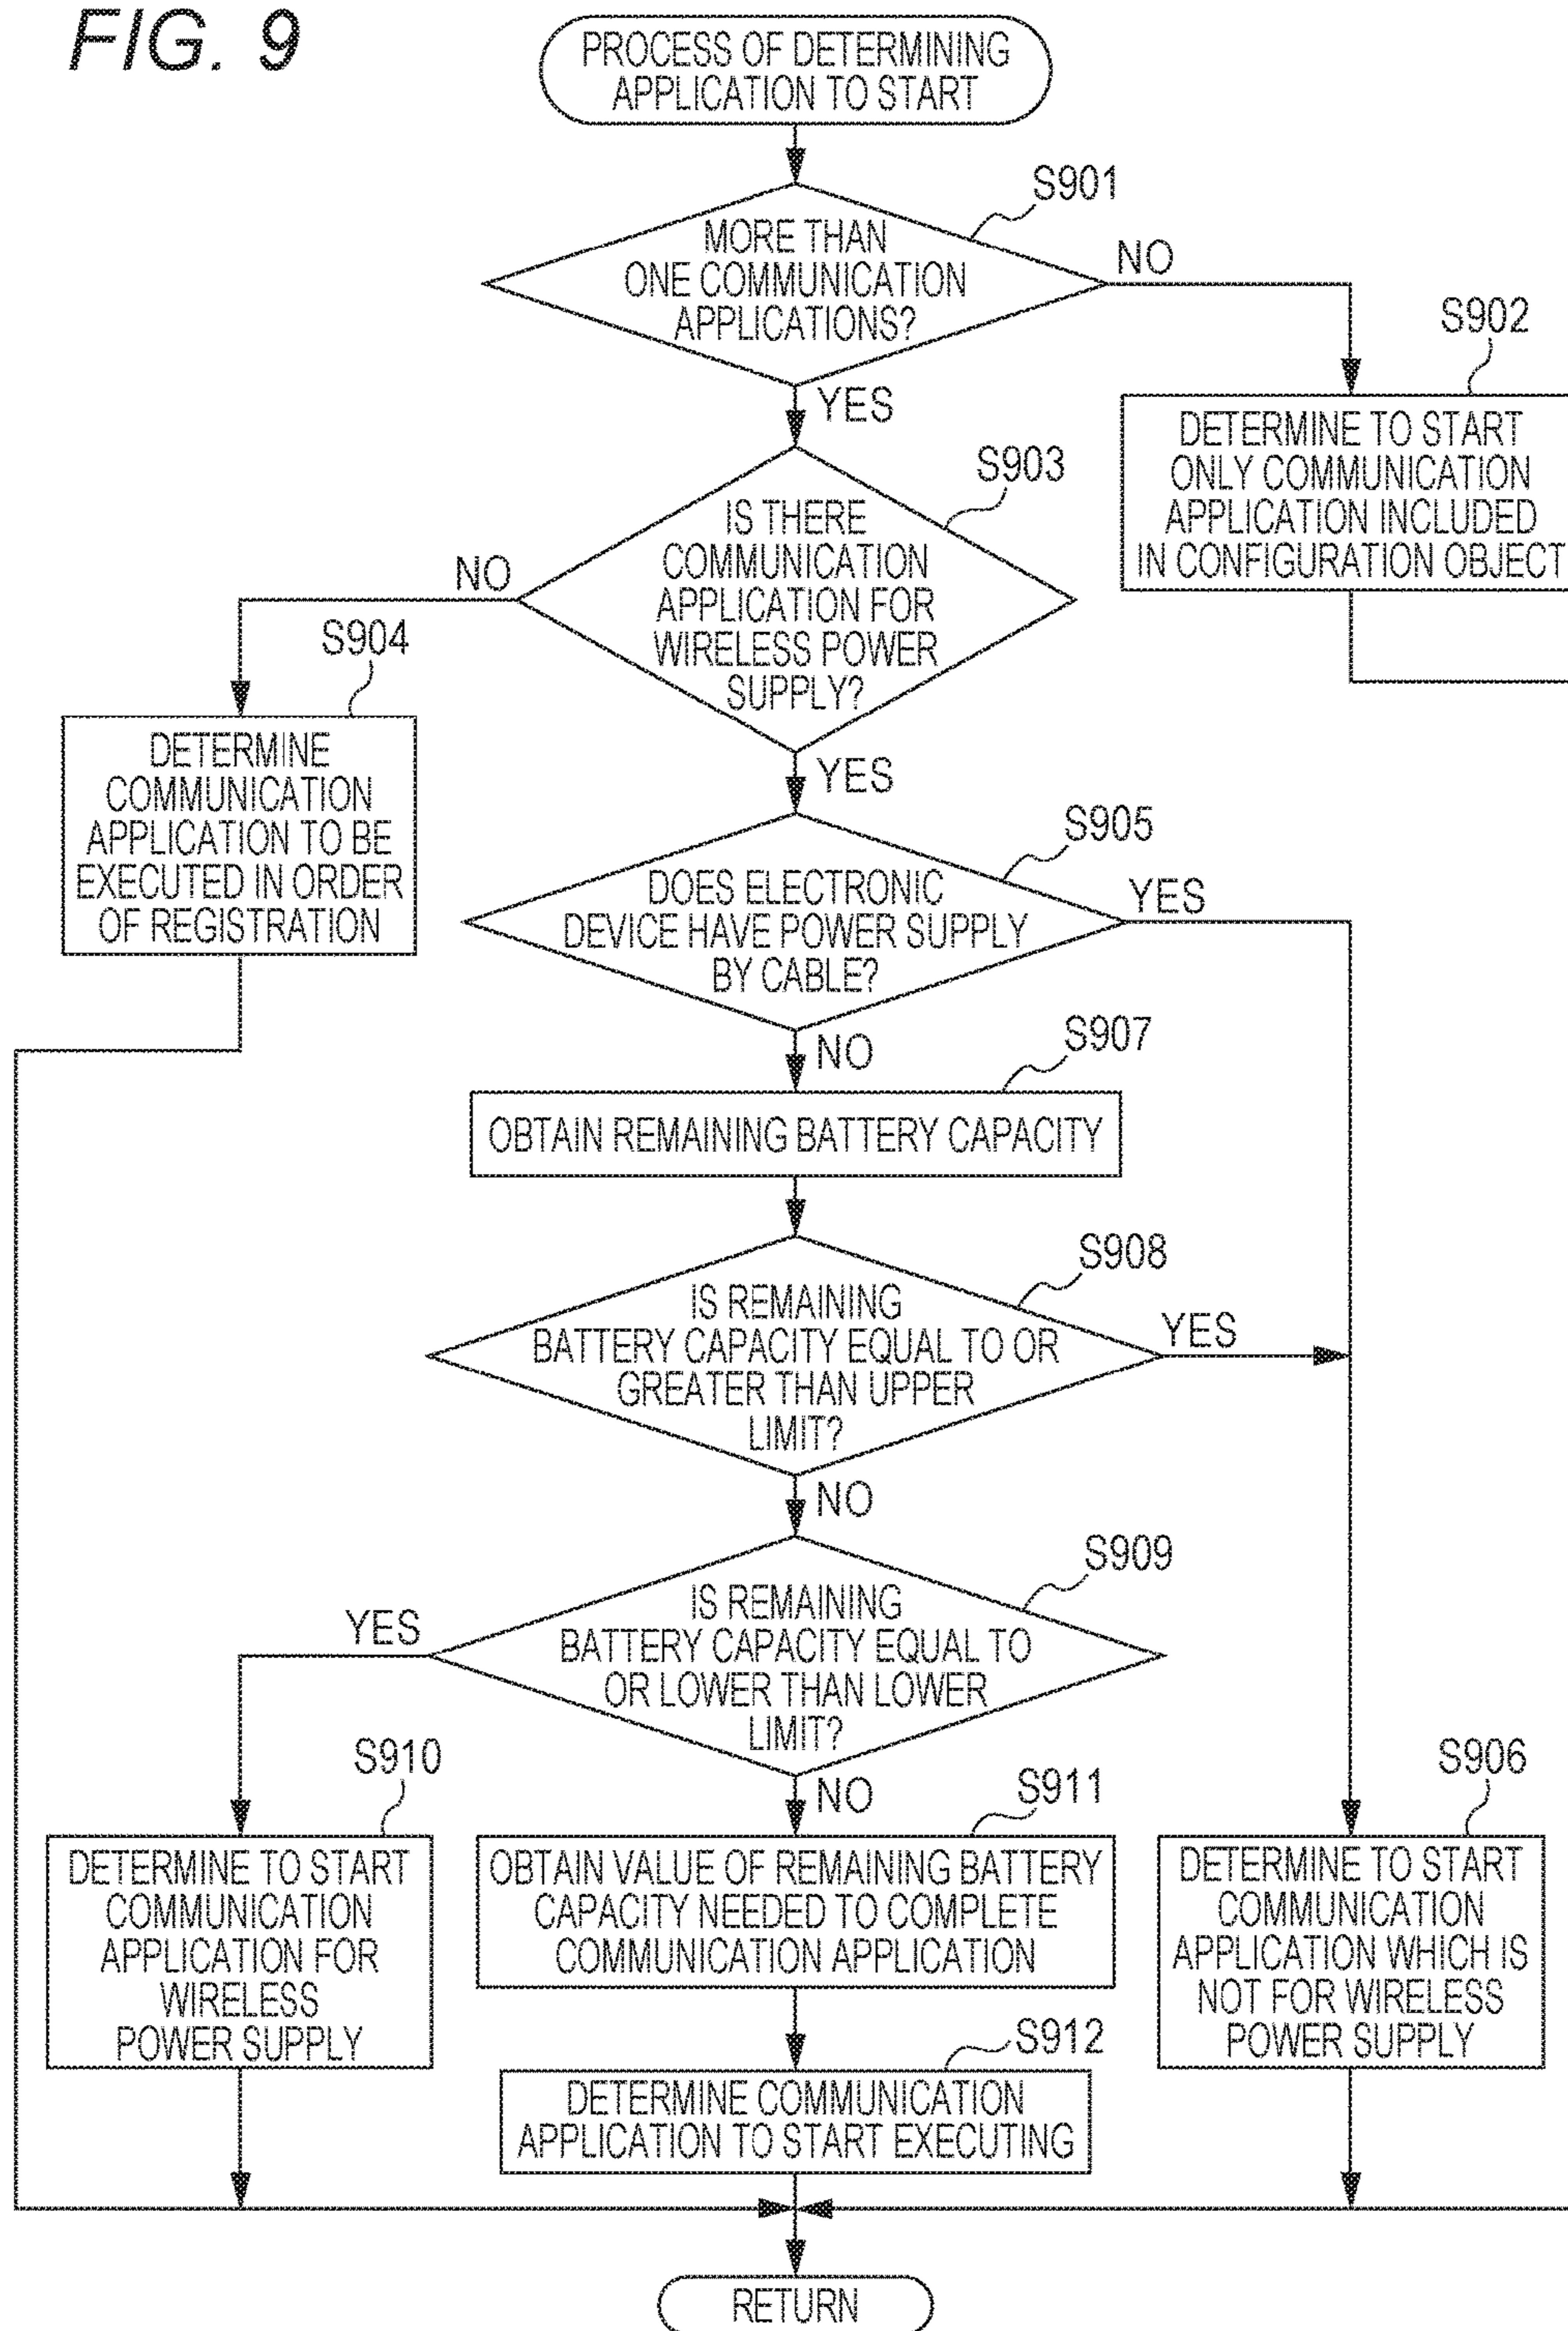 FIG. 9
PROCESS OF DETERMINING
APPLICATION TO START
S901
MORE THAN
ONE COMMUNICATION
APPLICATIONS?
NO
YES
S902
DETERMINE TO START
ONLY COMMUNICATION
APPLICATION INCLUDED
IN CONFIGURATION OBJECT
S903
IS THERE
COMMUNICATION
APPLICATION FOR
WIRELESS POWER
SUPPLY?
NO
YES
S904
DETERMINE
COMMUNICATION
APPLICATION TO BE
EXECUTED IN ORDER
OF REGISTRATION
S905
DOES ELECTRONIC
DEVICE HAVE POWER SUPPLY
BY CABLE?
YES
NO
S907
OBTAIN REMAINING BATTERY CAPACITY
S908
IS REMAINING
BATTERY CAPACITY EQUAL TO OR
GREATER THAN UPPER
LIMIT?
YES
NO
S909
IS REMAINING
BATTERY CAPACITY EQUAL TO
OR LOWER THAN LOWER
LIMIT?
YES
NO
S910
DETERMINE TO START
COMMUNICATION
APPLICATION FOR
WIRELESS
POWER SUPPLY
S911
OBTAIN VALUE OF REMAINING BATTERY
CAPACITY NEEDED TO COMPLETE
COMMUNICATION APPLICATION
S906
DETERMINE TO START
COMMUNICATION
APPLICATION WHICH IS
NOT FOR WIRELESS
POWER SUPPLY
S912
DETERMINE COMMUNICATION
APPLICATION TO START EXECUTING
RETURN